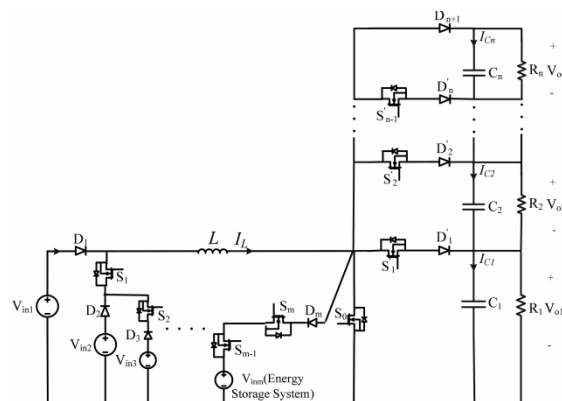 D_{n+1}
I_{Cn}
+
C_n
R_n V_o
-
D'_n
S'_{n-1}
D'_2
S'_2
I_{C2}
+
C_2
R_2 V_o
-
D_1
L
I_L
D'_1
S'_1
I_{C1}
S_1
+
D_2
S_2
S_m
D_m
S_0
C_1
R_1 V_{o1}
V_{in1}
D_3
S_{m-1}
-
V_{in2}
V_{in3}
V_{inm}(Energy
Storage System)